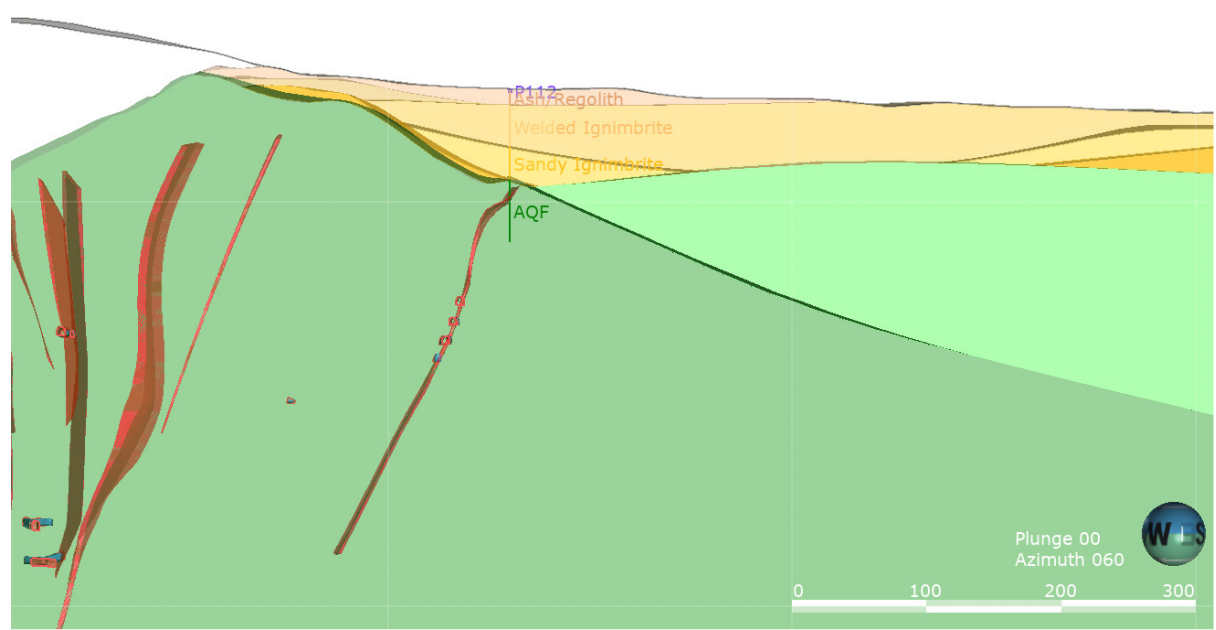 P112
Ash/Regolith
Welded Ignimbrite
Sandy Ignimbrite
AQF
Plunge 00
Azimuth 060
W S
0 100 200 300